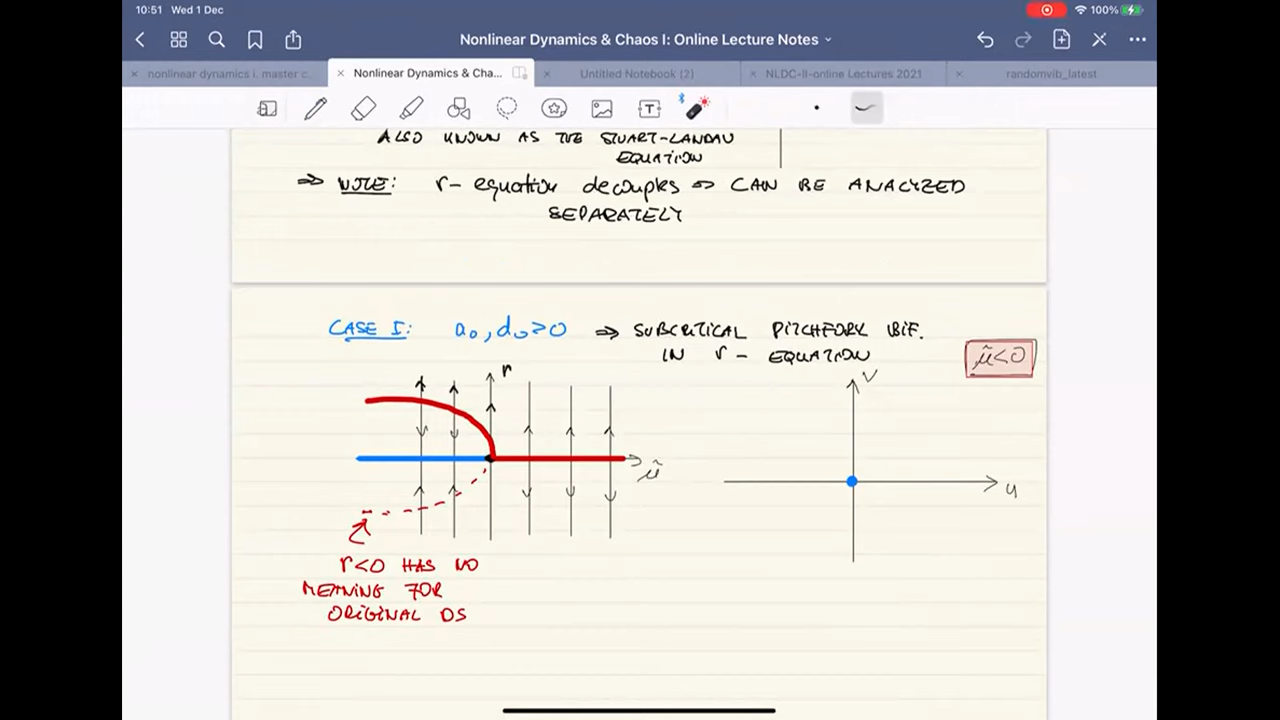 10:51 Wed 1 Dec
100%
Nonlinear Dynamics & Chaos I: Online Lecture Notes
nonlinear dynamics i. master c...
Nonlinear Dynamics & Cha...
Untitled Notebook (2)
NLDC-II-online Lectures 2021
randomvib_latest
ALSO KNOWN AS THE STUART-LANDAU
EQUATION
⇒ NOTE: r- equation decouples ⇒ CAN BE ANALYZED
SEPARATELY
CASE I: a₀, d₀>0 ⇒ SUBCRITICAL PITCHFORK BIF.
IN r- EQUATION
μ̃<0
r
v
μ̃
u
r<0 HAS NO
MEANING FOR
ORIGINAL DS